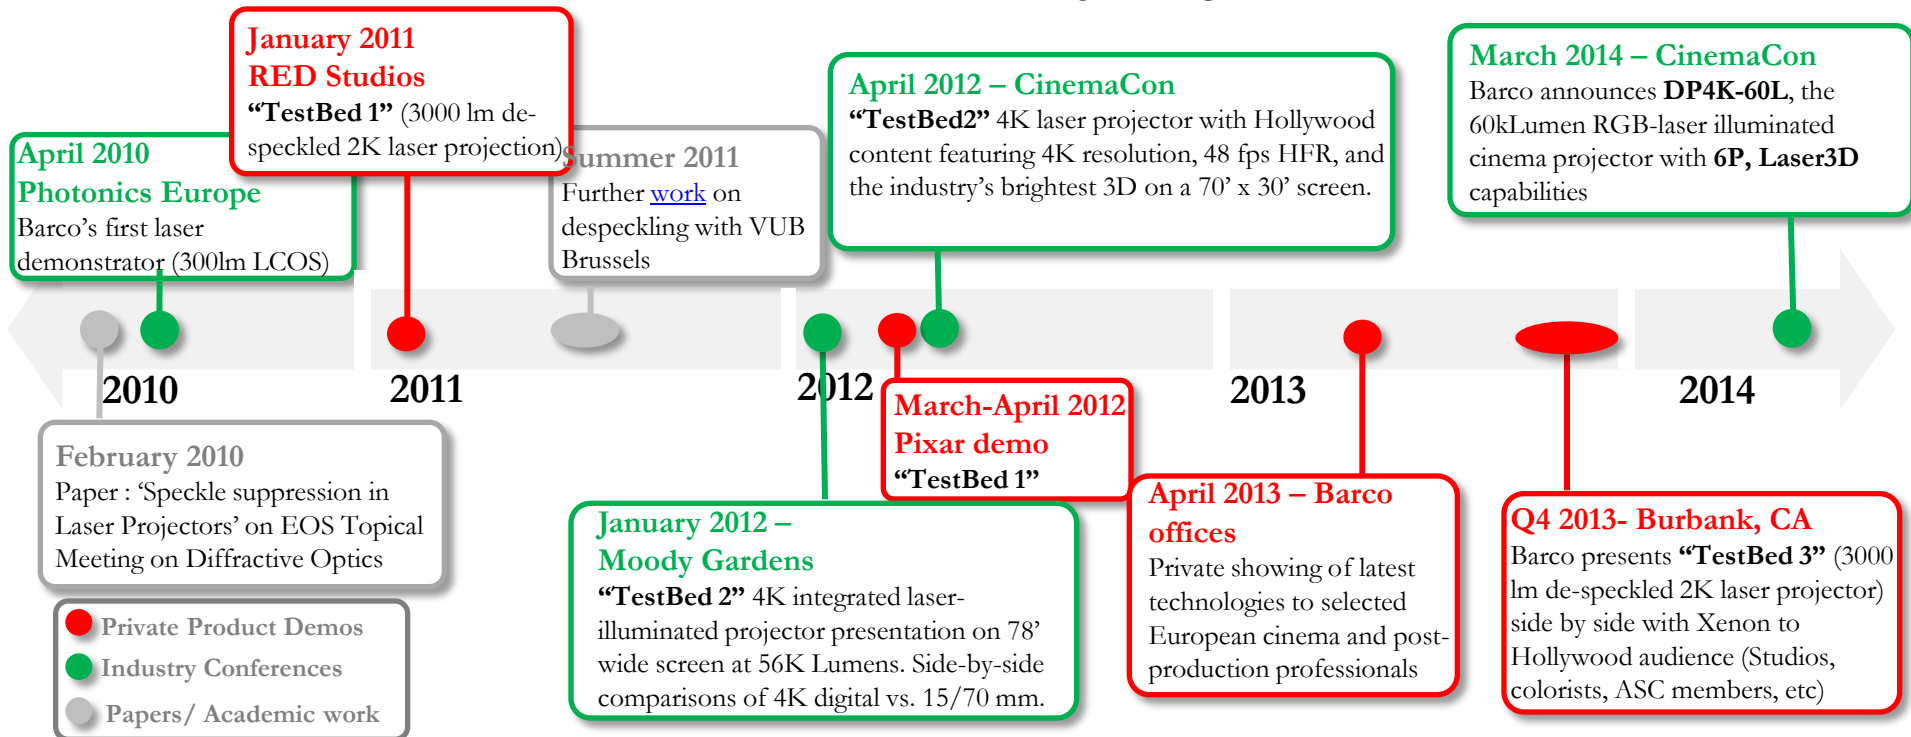 January 2011
RED Studios
“TestBed 1” (3000 lm de-
speckled 2K laser projection)
April 2010
Photonics Europe
Barco’s first laser
demonstrator (300lm LCOS)
Summer 2011
Further work on
despeckling with VUB
Brussels
April 2012 – CinemaCon
“TestBed2” 4K laser projector with Hollywood
content featuring 4K resolution, 48 fps HFR, and
the industry’s brightest 3D on a 70’ x 30’ screen.
March 2014 – CinemaCon
Barco announces DP4K-60L, the
60kLumen RGB-laser illuminated
cinema projector with 6P, Laser3D
capabilities
2010
2011
2012
2013
2014
February 2010
Paper : ‘Speckle suppression in
Laser Projectors’ on EOS Topical
Meeting on Diffractive Optics
January 2012 –
Moody Gardens
“TestBed 2” 4K integrated laser-
illuminated projector presentation on 78’
wide screen at 56K Lumens. Side-by-side
comparisons of 4K digital vs. 15/70 mm.
March-April 2012
Pixar demo
“TestBed 1”
April 2013 – Barco
offices
Private showing of latest
technologies to selected
European cinema and post-
production professionals
Q4 2013- Burbank, CA
Barco presents “TestBed 3” (3000
lm de-speckled 2K laser projector)
side by side with Xenon to
Hollywood audience (Studios,
colorists, ASC members, etc)
Private Product Demos
Industry Conferences
Papers/ Academic work